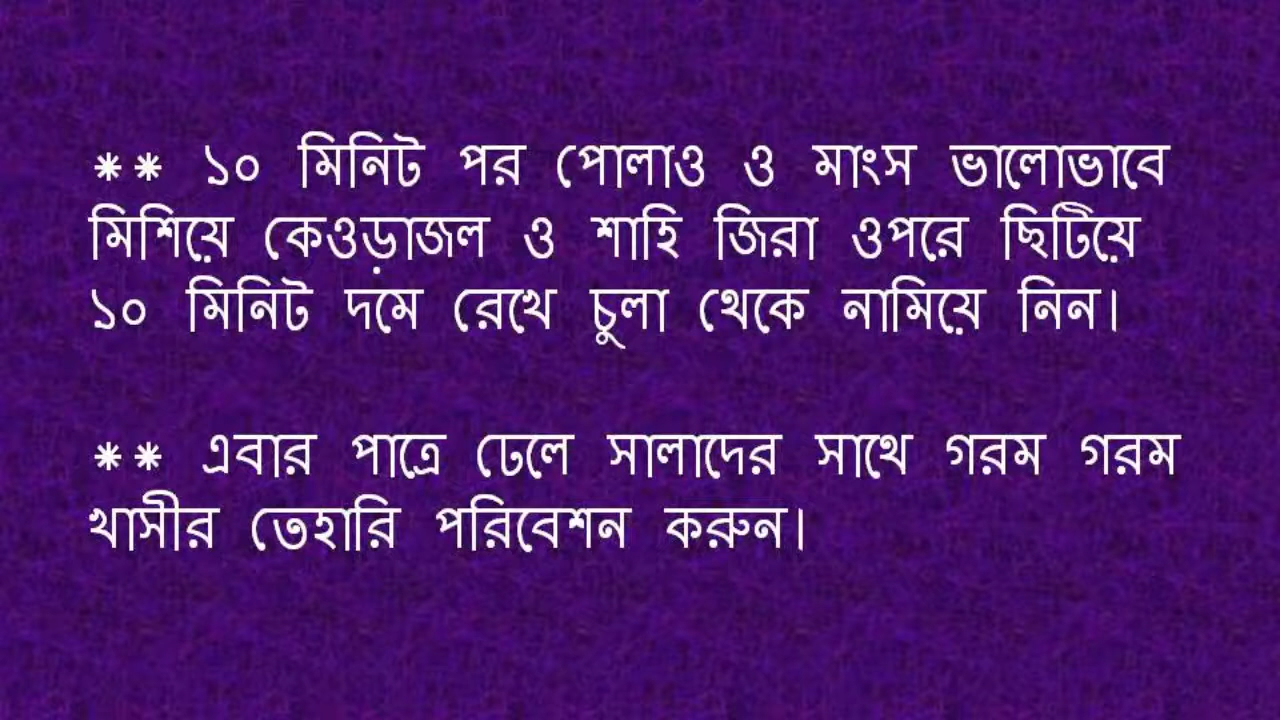 ** ১০ মিনিট পর পোলাও ও মাংস ভালোভাবে
মিশিয়ে কেওড়াজল ও শাহি জিরা ওপরে ছিটিয়ে
১০ মিনিট দমে রেখে চুলা থেকে নামিয়ে নিন।
** এবার পাত্রে ঢেলে সালাদের সাথে গরম গরম
খাসীর তেহারি পরিবেশন করুন।